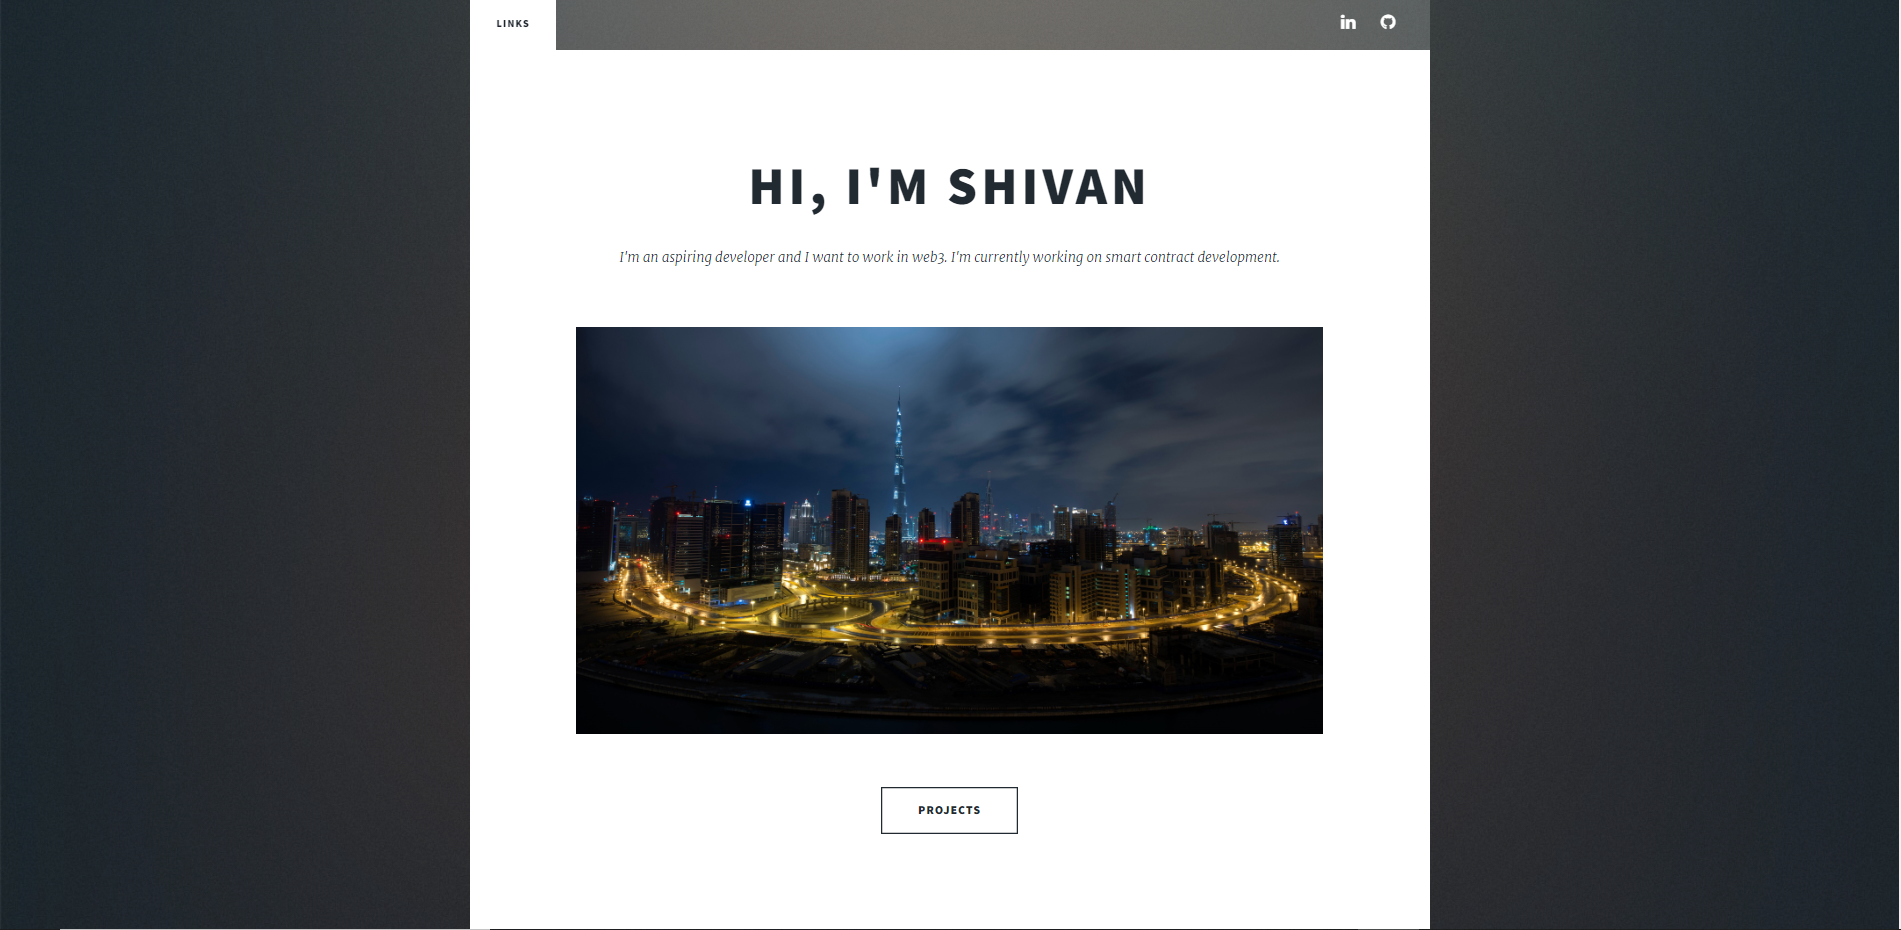 LINKS
HI, I'M SHIVAN
I'm an aspiring developer and I want to work in web3. I'm currently working on smart contract development.
PROJECTS